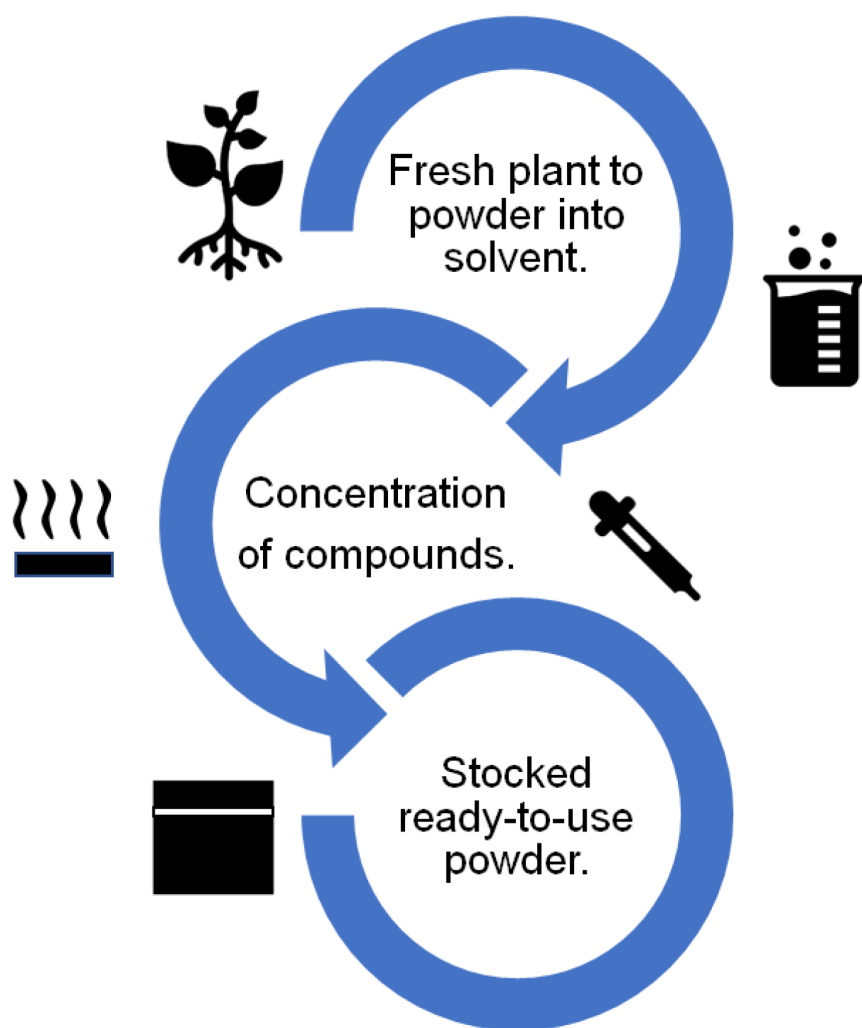 Fresh plant to
powder into
solvent.
Concentration
of compounds.
Stocked
ready-to-use
powder.